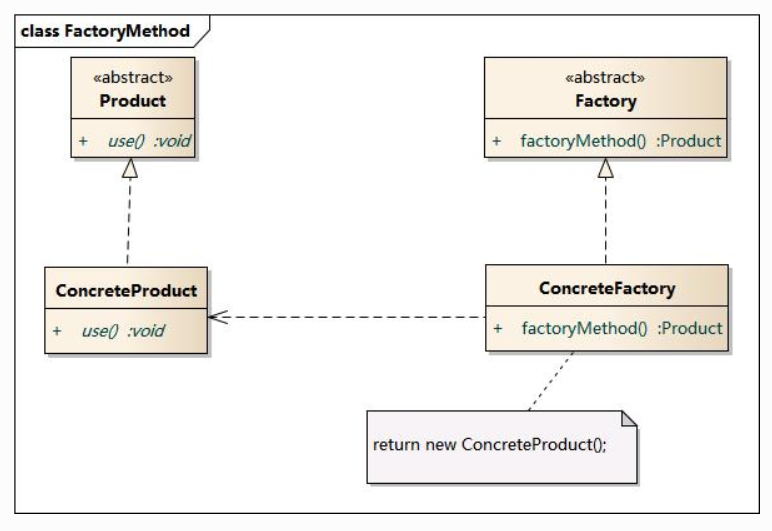 class FactoryMethod
«abstract»
Product
+ use() :void
«abstract»
Factory
+ factoryMethod() :Product
ConcreteProduct
+ use() :void
ConcreteFactory
+ factoryMethod() :Product
return new ConcreteProduct();